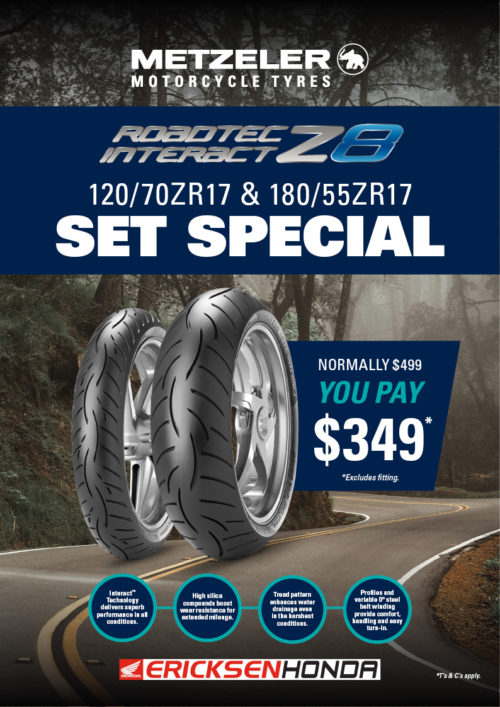 METZELER
MOTORCYCLE TYRES
ROADTEC
INTERACT Z8
120/70ZR17 & 180/55ZR17
SET SPECIAL
NORMALLY $499
YOU PAY
$349*
*Excludes fitting.
Interact™
Technology
delivers superb
performance in all
conditions.
High silica
compounds boost
wear resistance for
extended mileage.
Tread pattern
enhances water
drainage even
in the harshest
conditions.
Profiles and
variable 0° steel
belt winding
provide comfort,
handling and easy
turn-in.
HONDA
ERICKSENHONDA
*T's & C's apply.